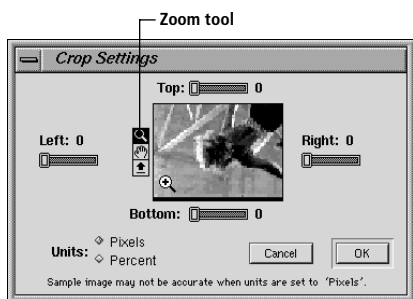 Zoom tool
Crop Settings
Top: 0
Left: 0
Right: 0
Bottom: 0
Units: Pixels
Percent
Cancel
OK
Sample image may not be accurate when units are set to 'Pixels'.